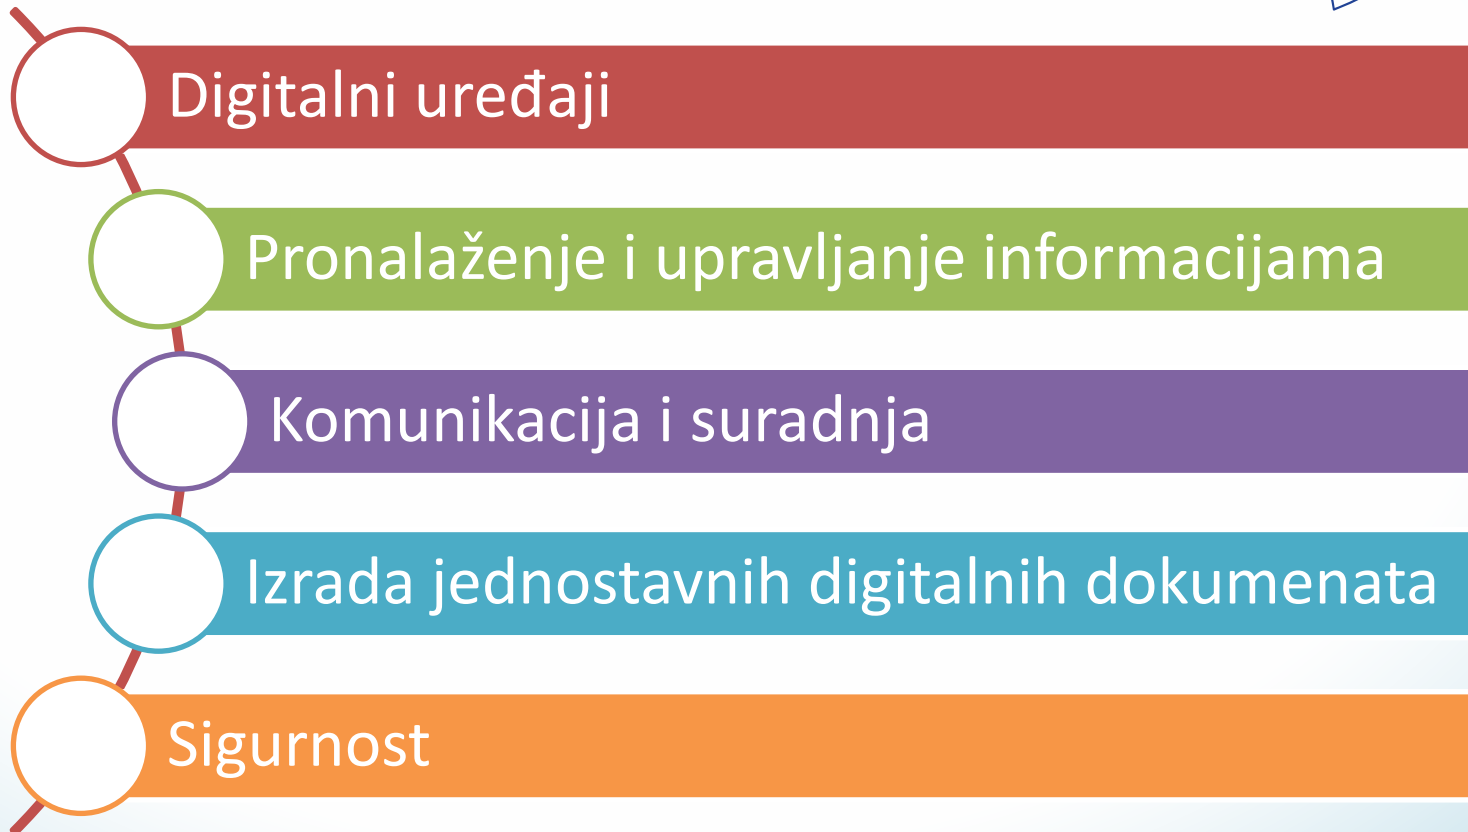 Digitalni uređaji
Pronalaženje i upravljanje informacijama
Komunikacija i suradnja
Izrada jednostavnih digitalnih dokumenata
Sigurnost